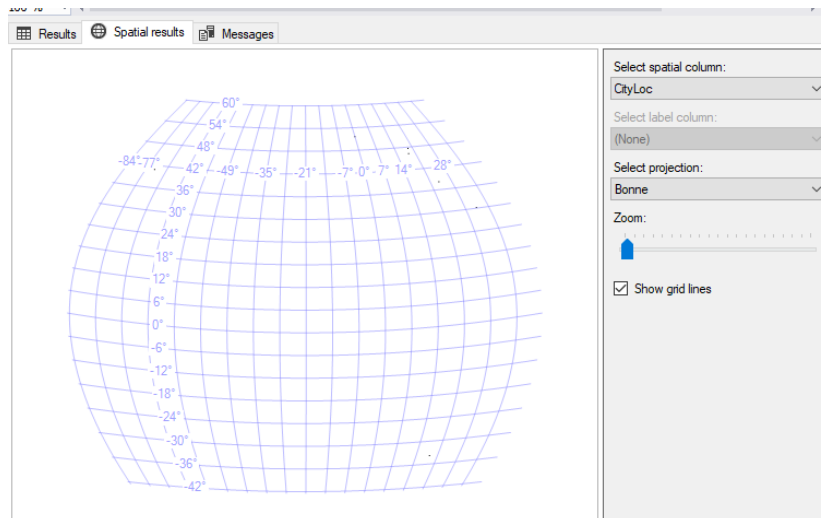 Results Spatial results Messages
Select spatial column:
CityLoc
Select label column:
(None)
Select projection:
Bonne
Zoom:
Show grid lines
60°
54°
48°
-84° -77° 42° -49° -35° -21° -7° 0° 7° 14° 28°
36°
30°
24°
18°
12°
6°
0°
-6°
-12°
-18°
-24°
-30°
-36°
-42°